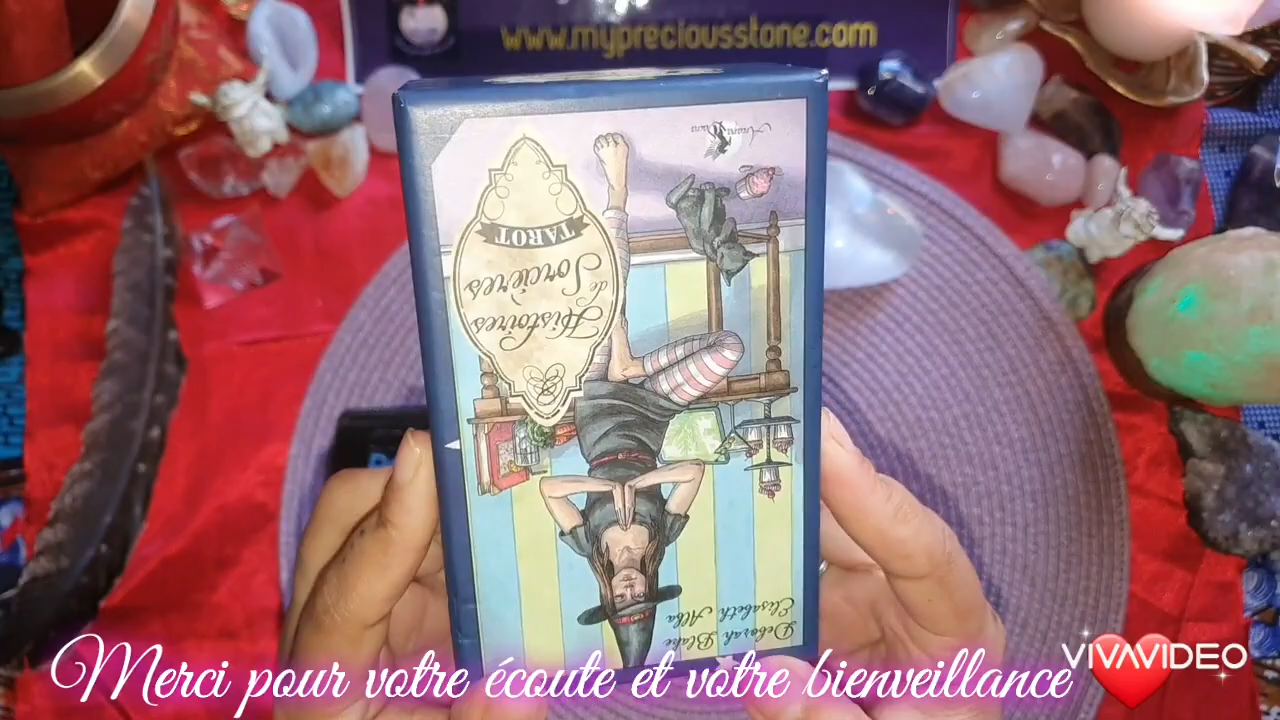 www.mypreciousstone.com
Histoires
de
Sorcières
TAROT
Deborah Blake
Elisabeth Alba
Merci pour votre écoute et votre bienveillance
VIVAVIDEO